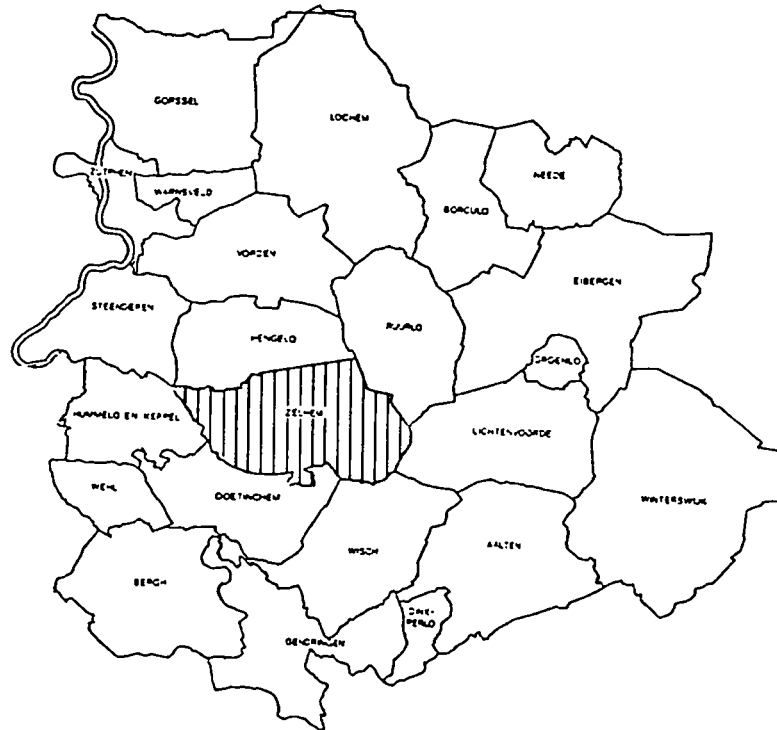 GORSSEL
LOCHEM
ZUTPHEN
WARNSVELD
NEEDE
BORCULO
VORDEN
EIBERGEN
STEENDEREN
HENGELO
RUURLO
GROENLO
HUMMELO EN KEPPEL
ZELHEM
LICHTENVOORDE
WEHL
DOETINCHEM
WINTERSWIJK
WISCH
AALTEN
BERGH
DINX-
PERLO
GENDRINGEN